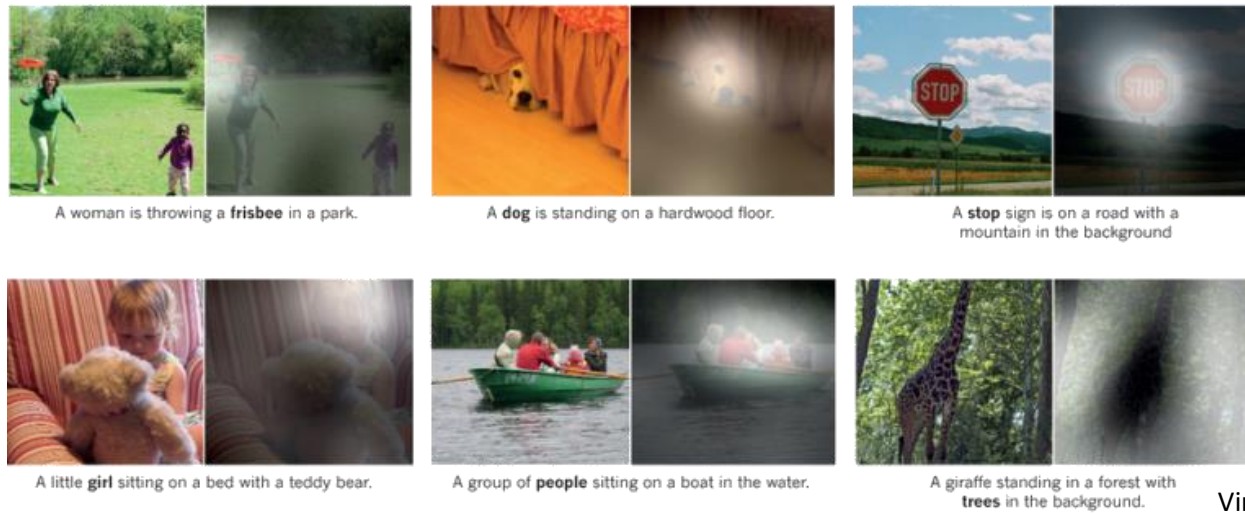 STOP
STOP
A woman is throwing a frisbee in a park.
A dog is standing on a hardwood floor.
A stop sign is on a road with a
mountain in the background
A little girl sitting on a bed with a teddy bear.
A group of people sitting on a boat in the water.
A giraffe standing in a forest with
trees in the background.